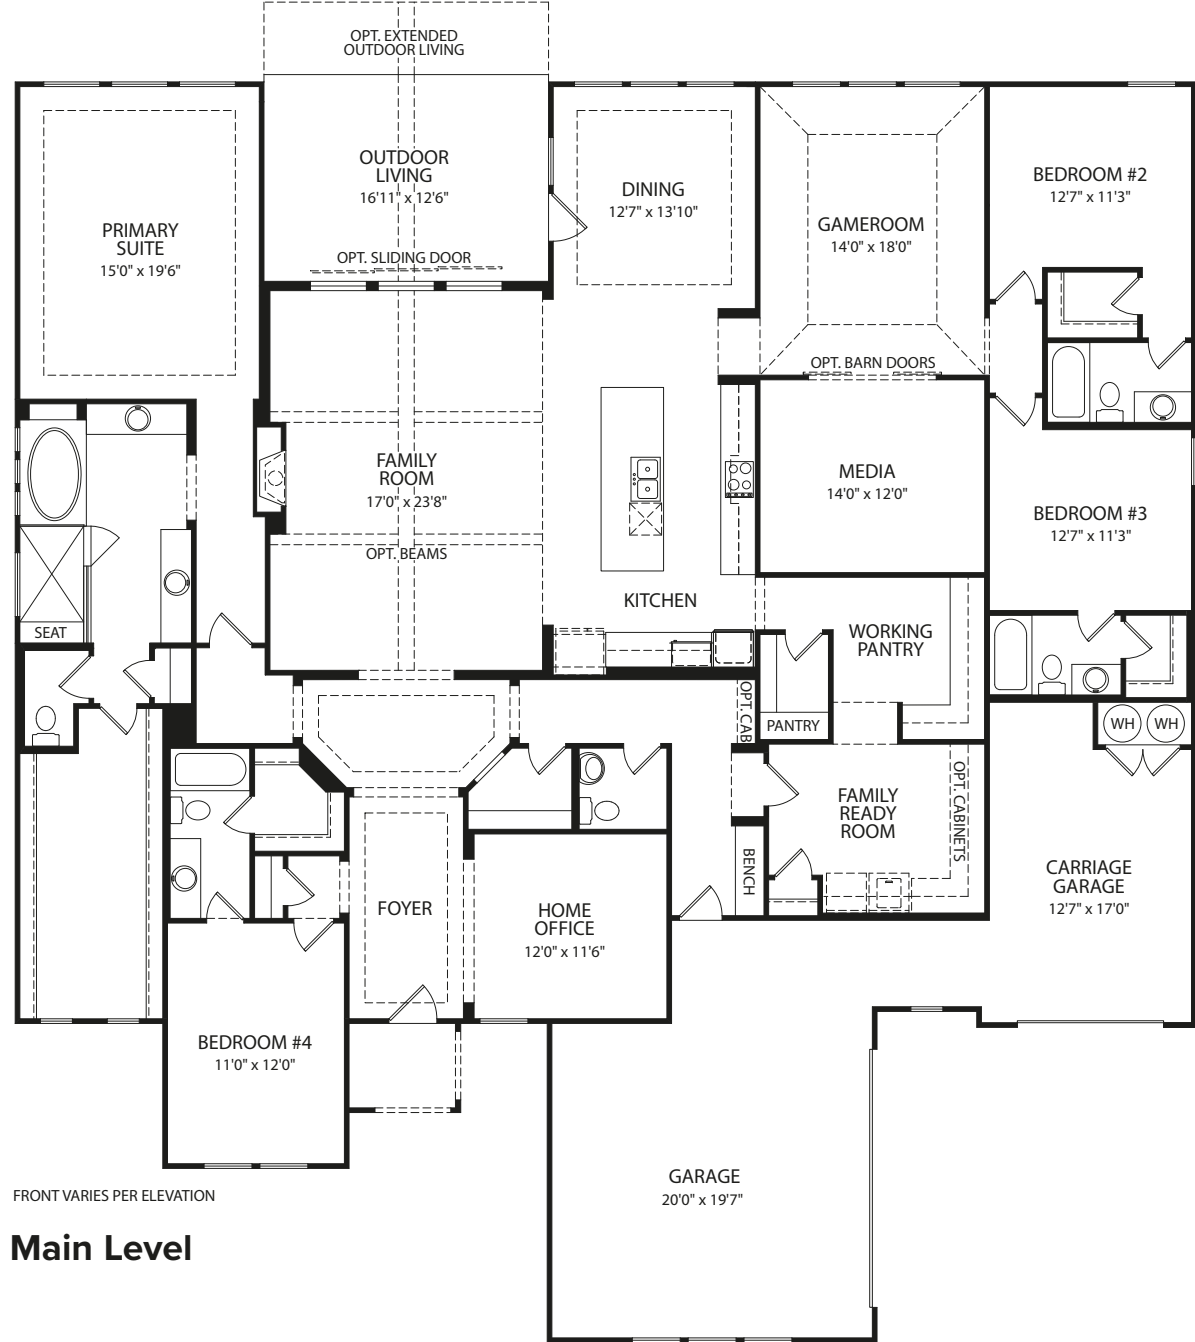 OPT. EXTENDED
OUTDOOR LIVING
OUTDOOR
LIVING
16'11" x 12'6"
OPT. SLIDING DOOR
PRIMARY
SUITE
15'0" x 19'6"
DINING
12'7" x 13'10"
GAMEROOM
14'0" x 18'0"
BEDROOM #2
12'7" x 11'3"
OPT. BARN DOORS
FAMILY
ROOM
17'0" x 23'8"
OPT. BEAMS
MEDIA
14'0" x 12'0"
BEDROOM #3
12'7" x 11'3"
KITCHEN
SEAT
WORKING
PANTRY
OPT. CAB
PANTRY
WH
WH
FAMILY
READY
ROOM
OPT. CABINETS
BENCH
CARRIAGE
GARAGE
12'7" x 17'0"
FOYER
HOME
OFFICE
12'0" x 11'6"
BEDROOM #4
11'0" x 12'0"
GARAGE
20'0" x 19'7"
FRONT VARIES PER ELEVATION
Main Level